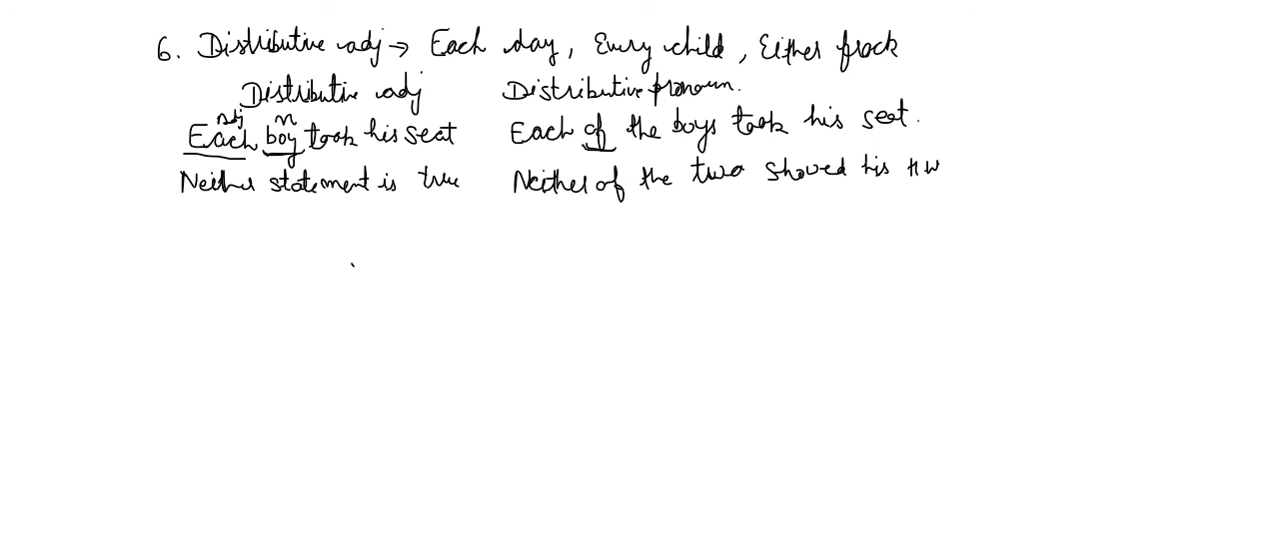 6. Distributive adj → Each day, Every child, Either frock
Distributive adj Distributive pronoun.
Adj n
Each boy took his seat Each of the boys took his seat.
Neither statement is true Neither of the two showed his HW